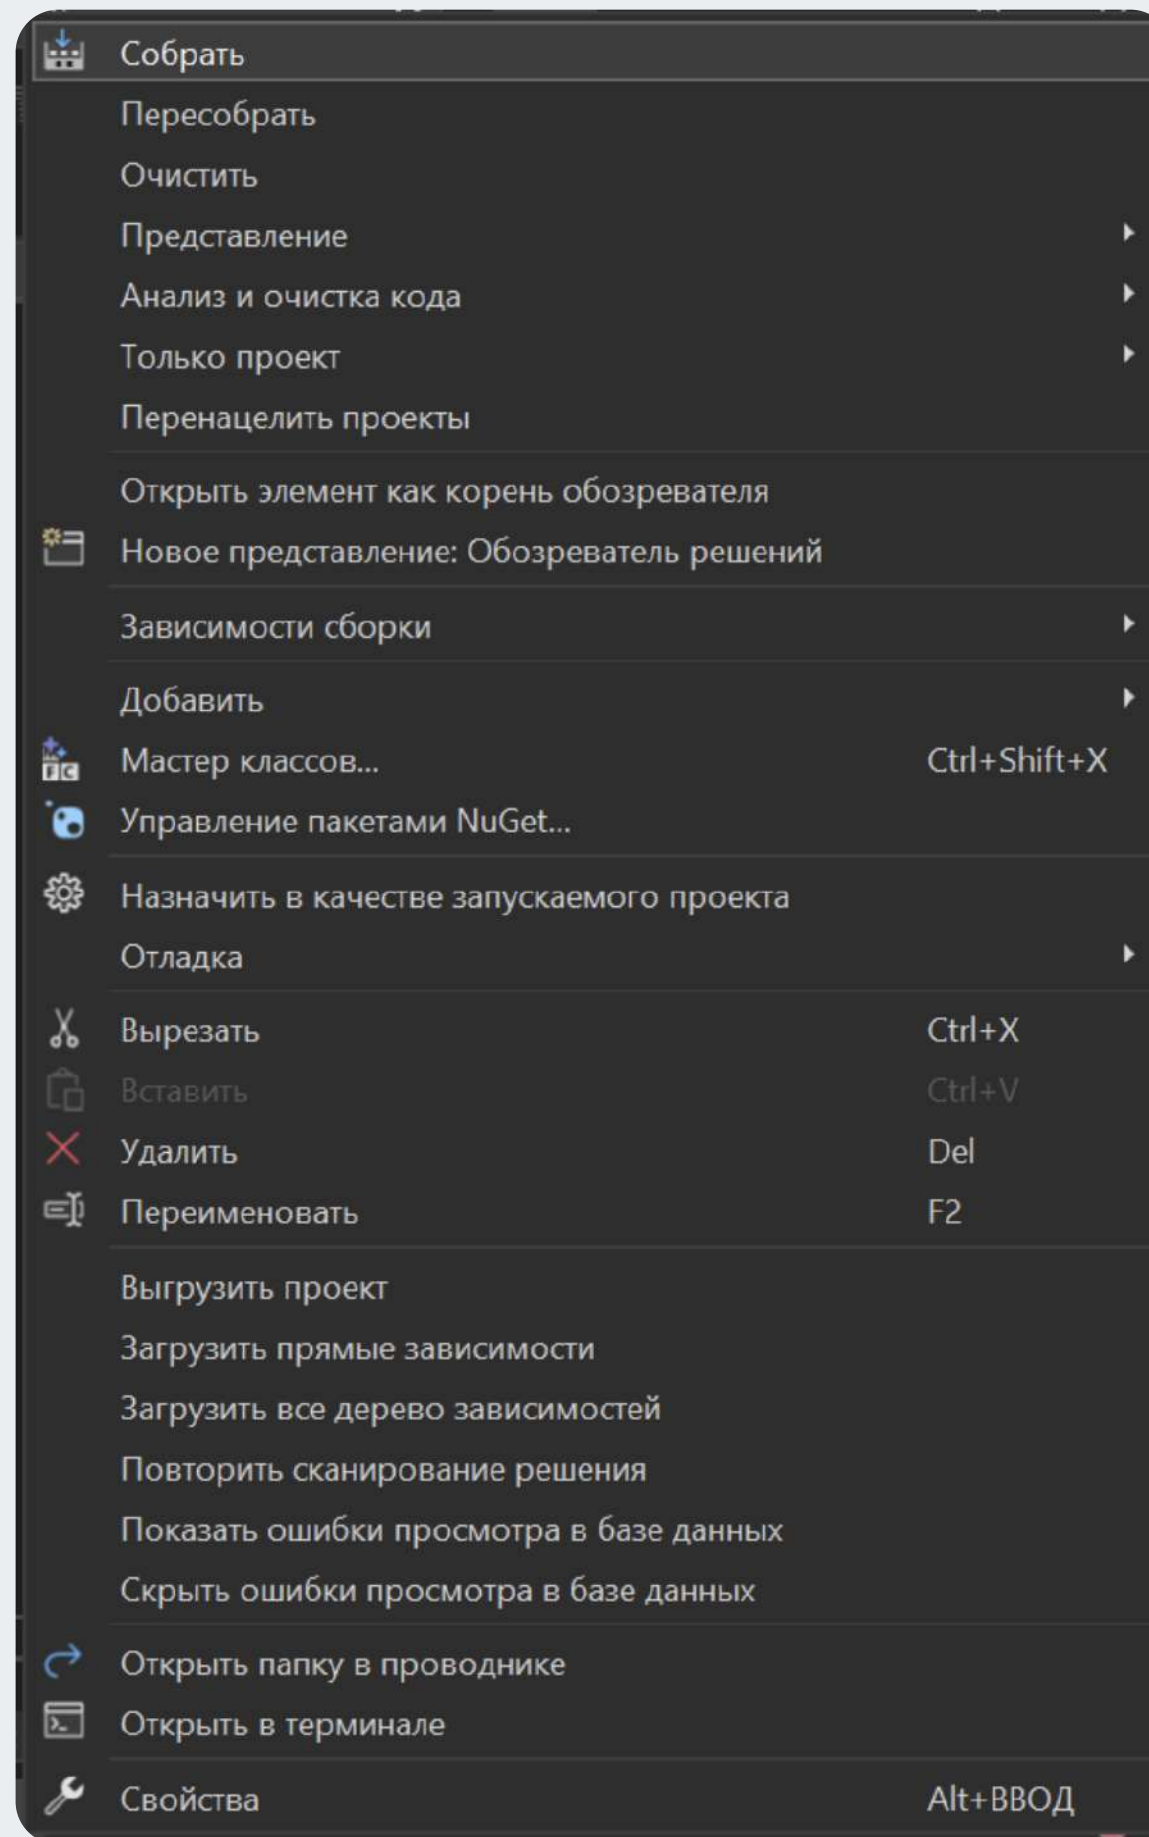 Собрать
Пересобрать
Очистить
Представление
Анализ и очистка кода
Только проект
Перенацелить проекты
Открыть элемент как корень обозревателя
Новое представление: Обозреватель решений
Зависимости сборки
Добавить
Мастер классов... Ctrl+Shift+X
Управление пакетами NuGet...
Назначить в качестве запускаемого проекта
Отладка
Вырезать Ctrl+X
Вставить Ctrl+V
Удалить Del
Переименовать F2
Выгрузить проект
Загрузить прямые зависимости
Загрузить все дерево зависимостей
Повторить сканирование решения
Показать ошибки просмотра в базе данных
Скрыть ошибки просмотра в базе данных
Открыть папку в проводнике
Открыть в терминале
Свойства Alt+ВВОД